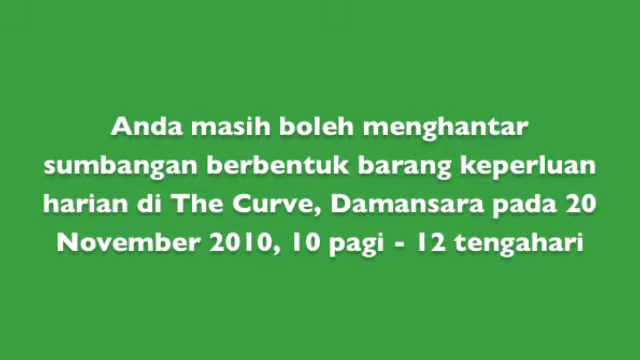 Anda masih boleh menghantar
sumbangan berbentuk barang keperluan
harian di The Curve, Damansara pada 20
November 2010, 10 pagi - 12 tengahari